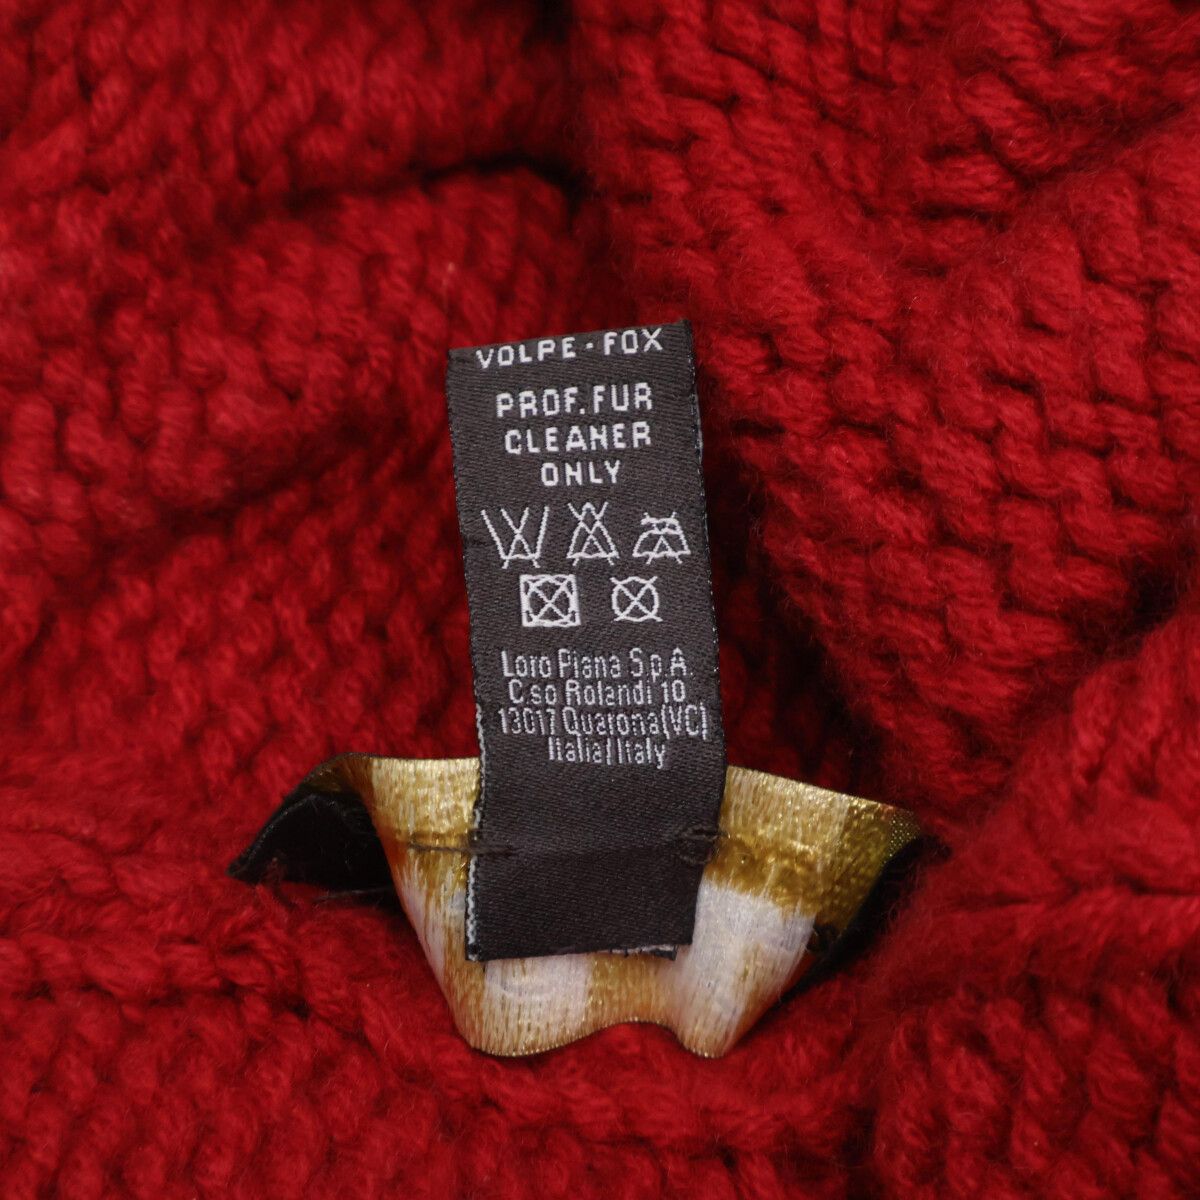 VOLPE - FOX
PROF. FUR
CLEANER
ONLY
Loro Piana S.p.A.
C.so Rolandi 10
13017 Quarona (VC)
Italia/Italy